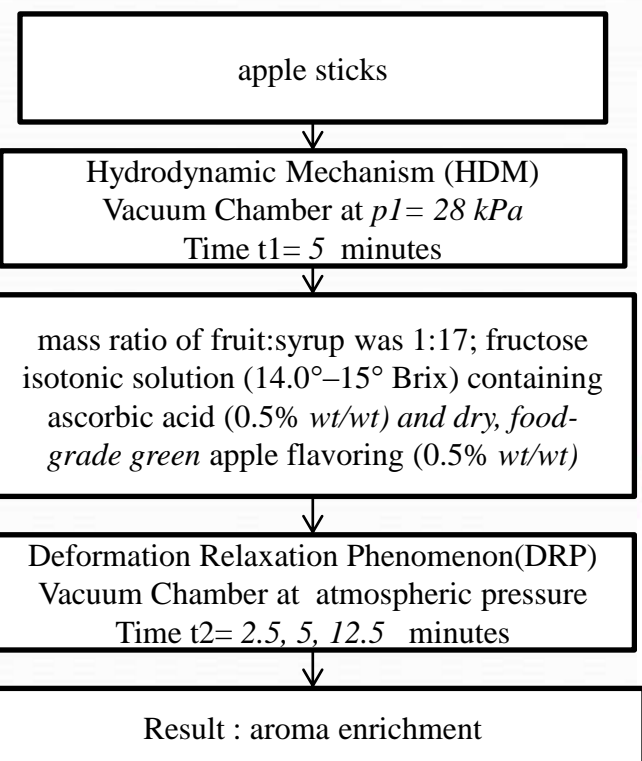 apple sticks
Hydrodynamic Mechanism (HDM)
Vacuum Chamber at p1= 28 kPa
Time t1= 5 minutes
mass ratio of fruit:syrup was 1:17; fructose
isotonic solution (14.0°–15° Brix) containing
ascorbic acid (0.5% wt/wt) and dry, food-
grade green apple flavoring (0.5% wt/wt)
Deformation Relaxation Phenomenon(DRP)
Vacuum Chamber at atmospheric pressure
Time t2= 2.5, 5, 12.5 minutes
Result : aroma enrichment